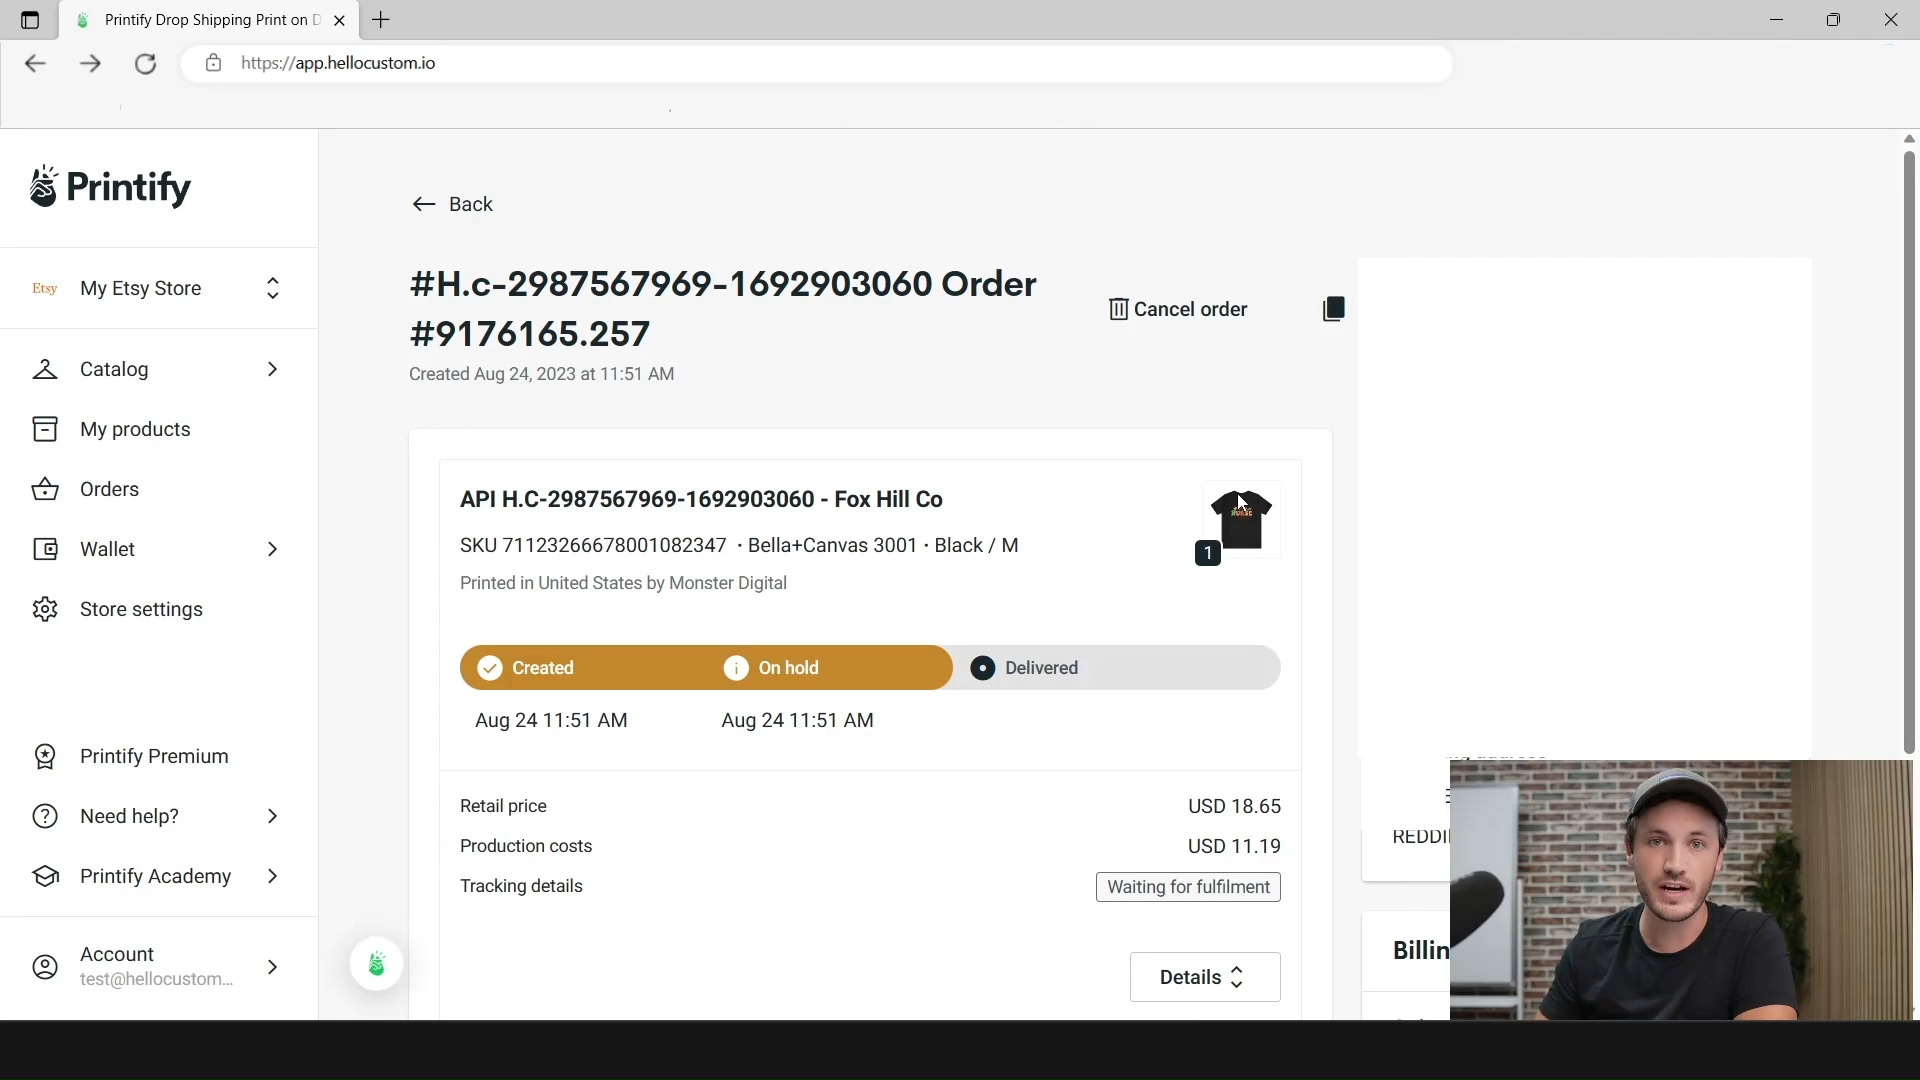 Printify Drop Shipping Print on D
https://app.hellocustom.io
Printify
Etsy My Etsy Store
Catalog
My products
Orders
Wallet
Store settings
Printify Premium
Need help?
Printify Academy
Account
test@hellocustom...
Back
#H.c-2987567969-1692903060 Order
#9176165.257
Created Aug 24, 2023 at 11:51 AM
Cancel order
API H.C-2987567969-1692903060 - Fox Hill Co
SKU 71123266678001082347 · Bella+Canvas 3001 · Black / M
Printed in United States by Monster Digital
NURSE
1
Created
On hold
Delivered
Aug 24 11:51 AM
Aug 24 11:51 AM
Retail price USD 18.65
Production costs USD 11.19
Tracking details Waiting for fulfilment
Details
REDDI
Billin